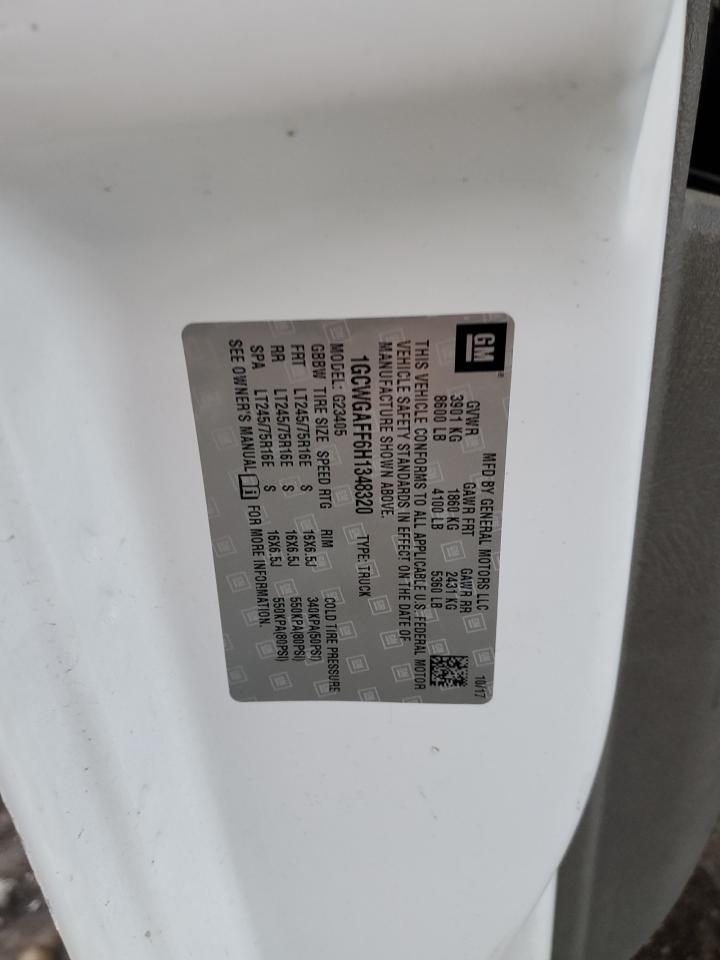 GM
MFD BY GENERAL MOTORS LLC 10/17
GVWR GAWR FRT GAWR RR
3901 KG 1860 KG 2431 KG
8600 LB 4100 LB 5360 LB
THIS VEHICLE CONFORMS TO ALL APPLICABLE U.S. FEDERAL MOTOR
VEHICLE SAFETY STANDARDS IN EFFECT ON THE DATE OF
MANUFACTURE SHOWN ABOVE.
1GCWGAFF6H1348320 TYPE: TRUCK
MODEL: G23405
GBBW TIRE SIZE SPEED RTG RIM COLD TIRE PRESSURE
FRT LT245/75R16E S 16X6.5J 340KPA(50PSI)
RR LT245/75R16E S 16X6.5J 550KPA(80PSI)
SPA LT245/75R16E S 16X6.5J 550KPA(80PSI)
SEE OWNER'S MANUAL FOR MORE INFORMATION.